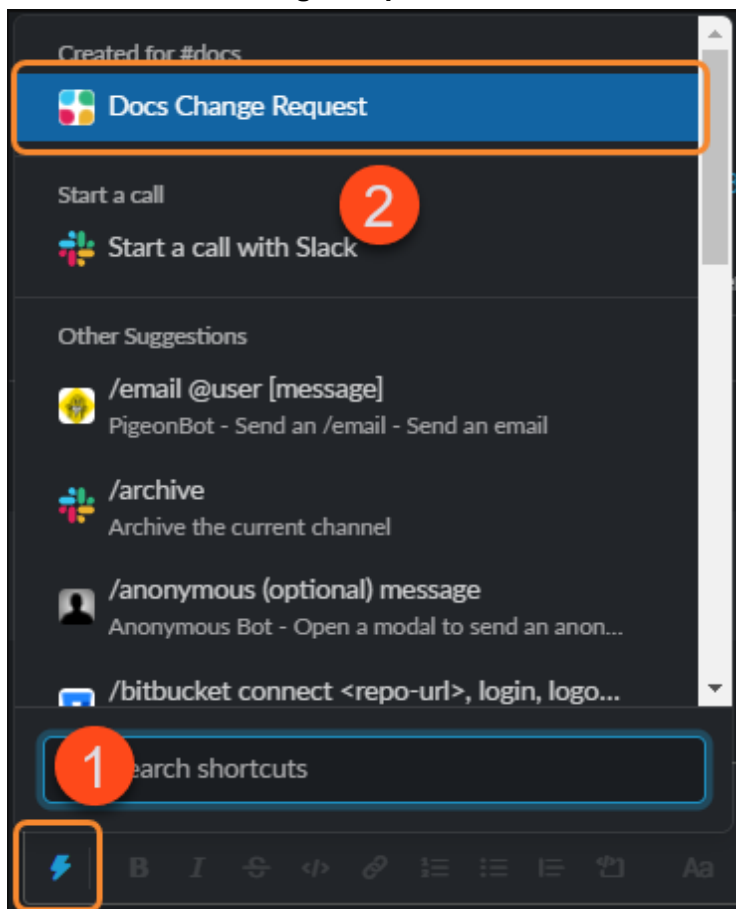 Created for #docs
Docs Change Request
Start a call
2
Start a call with Slack
Other Suggestions
/email @user [message]
PigeonBot - Send an /email - Send an email
/archive
Archive the current channel
/anonymous (optional) message
Anonymous Bot - Open a modal to send an anon...
/bitbucket connect <repo-url>, login, logo...
1 earch shortcuts
B I S </> Aa